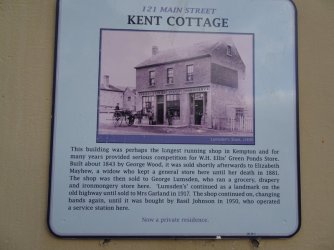 121 MAIN STREET
KENT COTTAGE
Lumsden's Store,
This building was perhaps the longest running shop in Kempton and for
many years provided serious competition for W.H. Ellis' Green Ponds Store.
Built about 1843 by George Wood, it was sold shortly afterwards to Elizabeth
Mayhew, a widow who kept a general store here until her death in 1881.
The shop was then sold to George Lumsden, who ran a grocery, drapery
and ironmongery store here. 'Lumsden's' continued as a landmark on the
old highway until sold to Mrs Garland in 1917. The shop continued on, changing
hands again, until it was bought by Basil Johnson in 1950, who operated
a service station here.
Now a private residence.